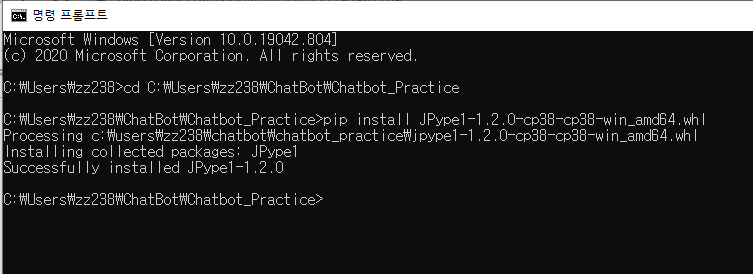 명령 프롬프트
Microsoft Windows [Version 10.0.19042.804]
(c) 2020 Microsoft Corporation. All rights reserved.
C:₩Users₩zz238>cd C:₩Users₩zz238₩ChatBot₩Chatbot_Practice
C:₩Users₩zz238₩ChatBot₩Chatbot_Practice>pip install JPype1-1.2.0-cp38-cp38-win_amd64.whl
Processing c:₩users₩zz238₩chatbot₩chatbot_practice₩jpype1-1.2.0-cp38-cp38-win_amd64.whl
Installing collected packages: JPype1
Successfully installed JPype1-1.2.0
C:₩Users₩zz238₩ChatBot₩Chatbot_Practice>